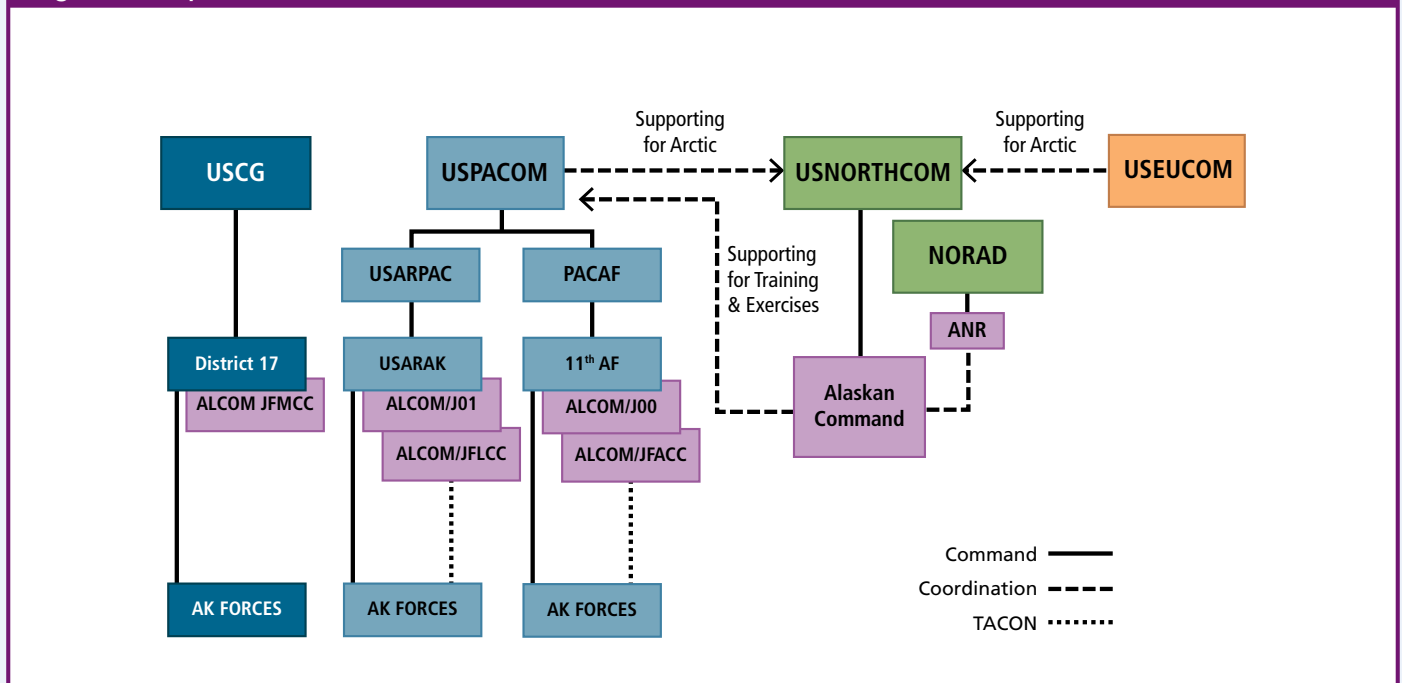 Supporting
for Arctic
Supporting
for Arctic
USCG
USPACOM
USNORTHCOM
USEUCOM
Supporting
for Training
& Exercises
USARPAC
PACAF
NORAD
ANR
District 17
USARAK
11th AF
Alaskan
Command
ALCOM JFMCC
ALCOM/J01
ALCOM/J00
ALCOM/JFLCC
ALCOM/JFACC
AK FORCES
AK FORCES
AK FORCES
Command
Coordination
TACON